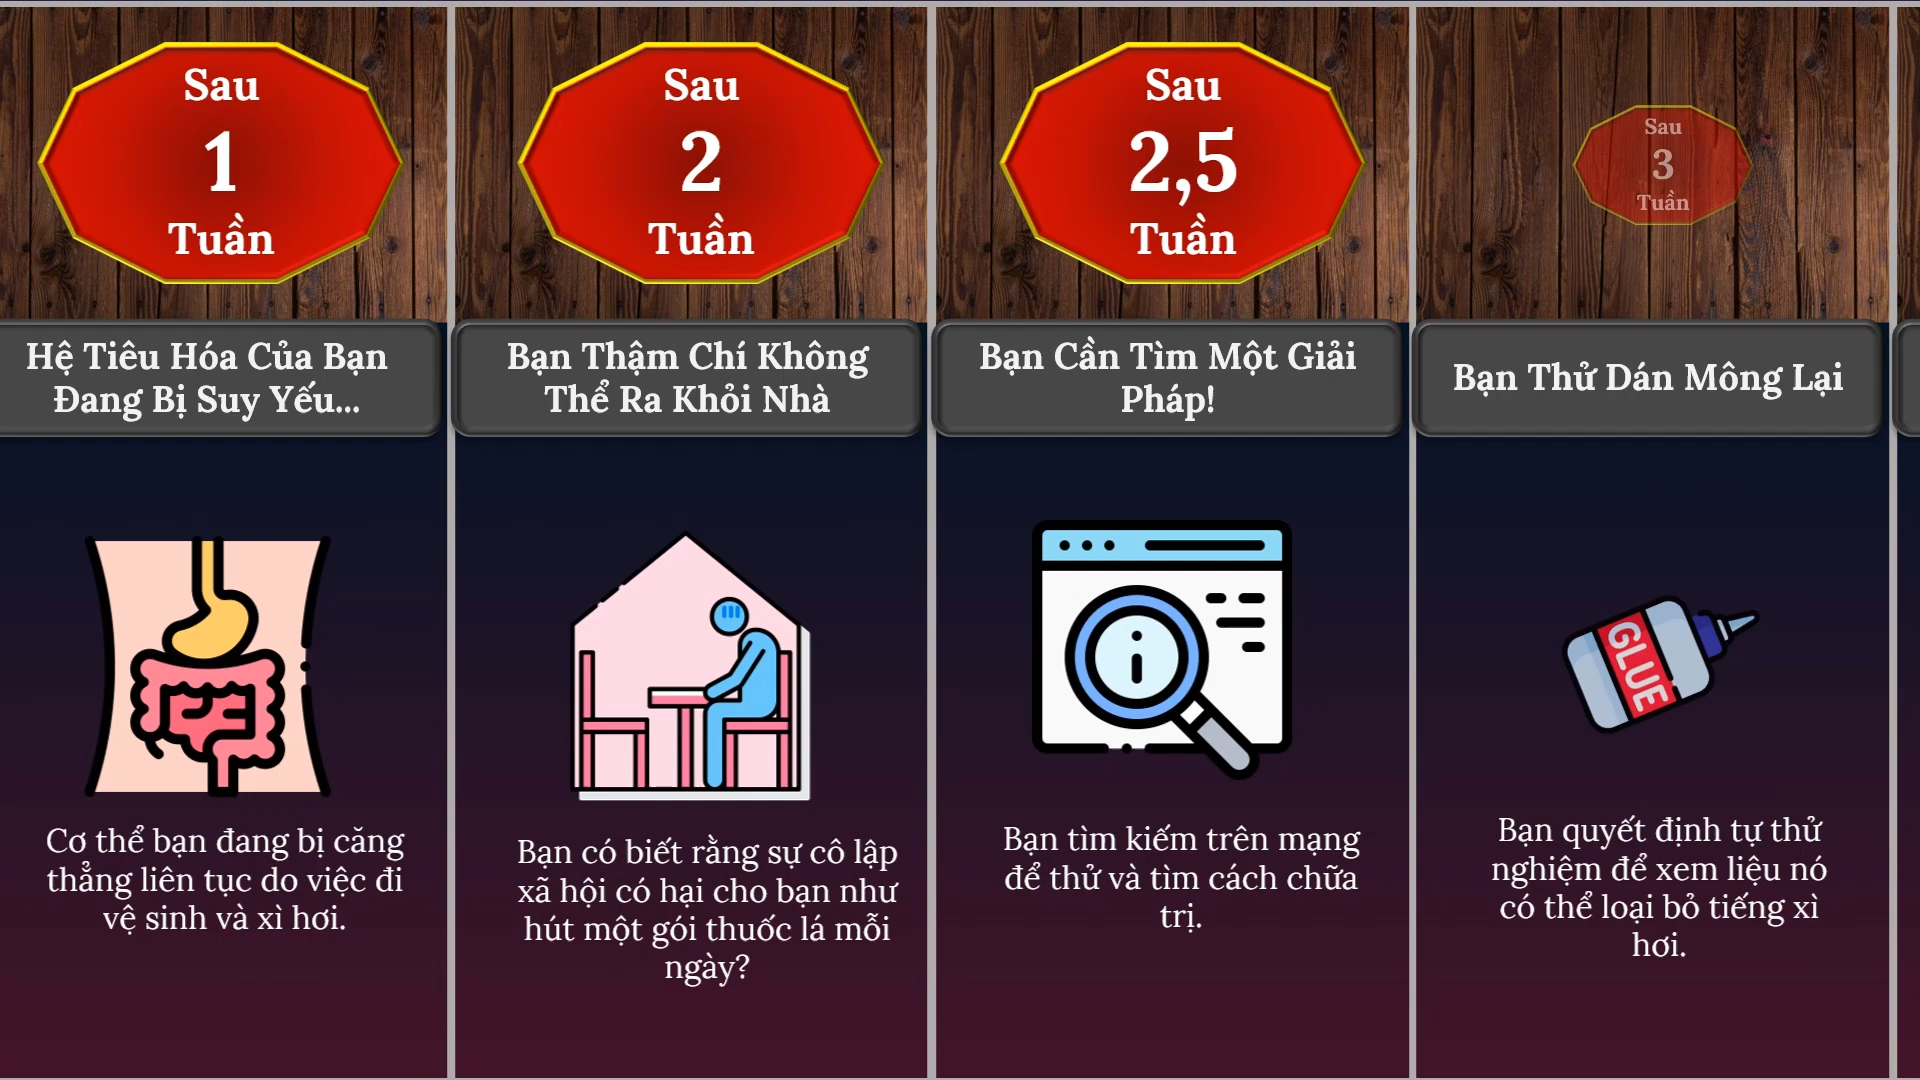 Sau
1
Tuần
Hệ Tiêu Hóa Của Bạn
Đang Bị Suy Yếu...
Cơ thể bạn đang bị căng
thẳng liên tục do việc đi
vệ sinh và xì hơi.
Sau
2
Tuần
Bạn Thậm Chí Không
Thể Ra Khỏi Nhà
Bạn có biết rằng sự cô lập
xã hội có hại cho bạn như
hút một gói thuốc lá mỗi
ngày?
Sau
2,5
Tuần
Bạn Cần Tìm Một Giải
Pháp!
Bạn tìm kiếm trên mạng
để thử và tìm cách chữa
trị.
Sau
3
Tuần
Bạn Thử Dán Mông Lại
GLUE
Bạn quyết định tự thử
nghiệm để xem liệu nó
có thể loại bỏ tiếng xì
hơi.